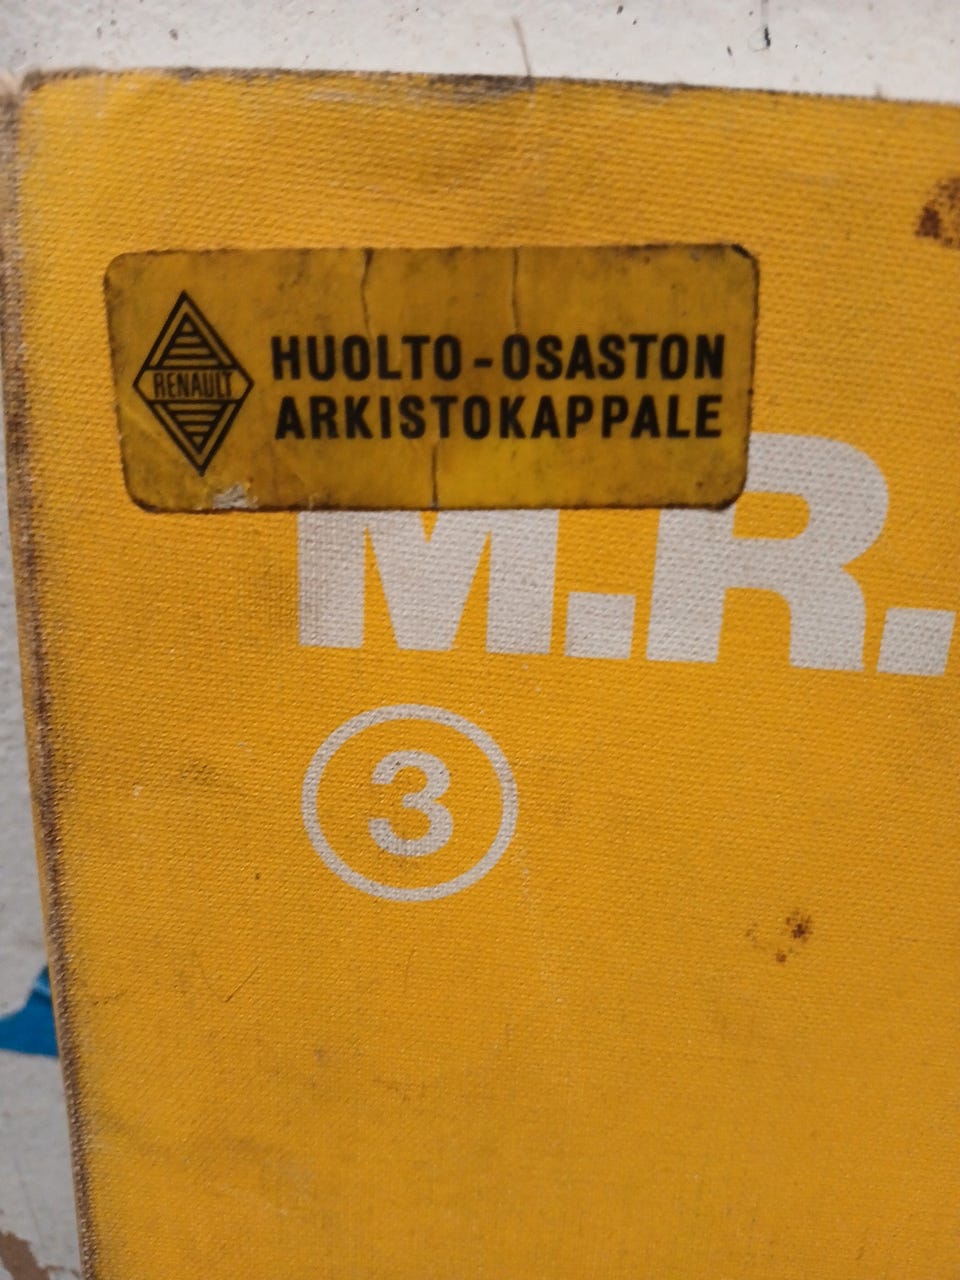 RENAULT
HUOLTO-OSASTON
ARKISTOKAPPALE
M.R.
3